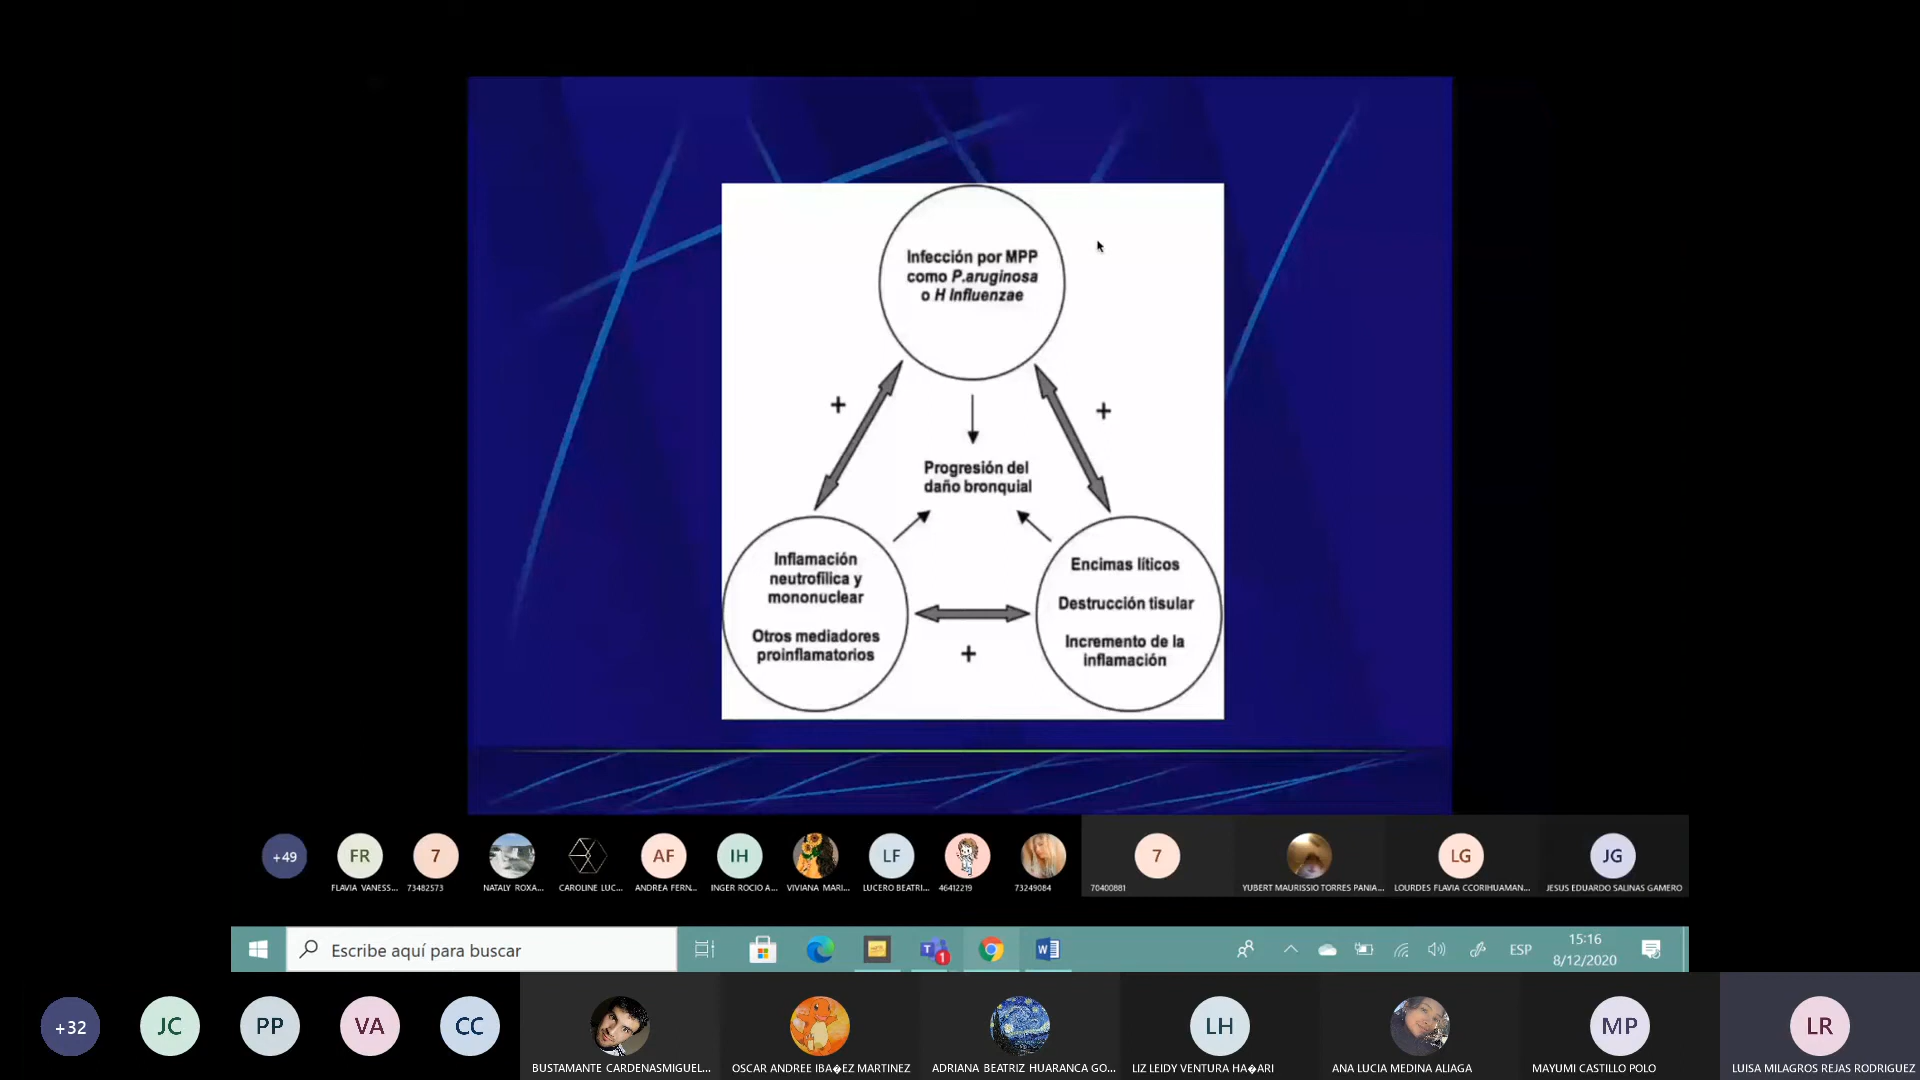 Infección por MPP
como P.aruginosa
o H Influenzae
+
+
Progresión del
daño bronquial
Inflamación
neutrofílica y
mononuclear
Otros mediadores
proinflamatorios
+
Encimas líticos
Destrucción tisular
Incremento de la
inflamación
+49
FR
7
AF
IH
LF
7
LG
JG
FLAVIA VANESS...
73482573
NATALY ROXA...
CAROLINE LUC...
ANDREA FERN...
INGER ROCIO A...
VIVIANA MARI...
LUCERO BEATRI...
46412219
73249084
70400881
YUBERT MAURISSIO TORRES PANIA...
LOURDES FLAVIA CCORIHUAMAN...
JESUS EDUARDO SALINAS GAMERO
Escribe aquí para buscar
T
1
W
ESP
15:16
8/12/2020
+32
JC
PP
VA
CC
LH
MP
LR
BUSTAMANTE CARDENASMIGUEL...
OSCAR ANDREE IBA�EZ MARTINEZ
ADRIANA BEATRIZ HUARANCA GO...
LIZ LEIDY VENTURA HA�ARI
ANA LUCIA MEDINA ALIAGA
MAYUMI CASTILLO POLO
LUISA MILAGROS REJAS RODRIGUEZ